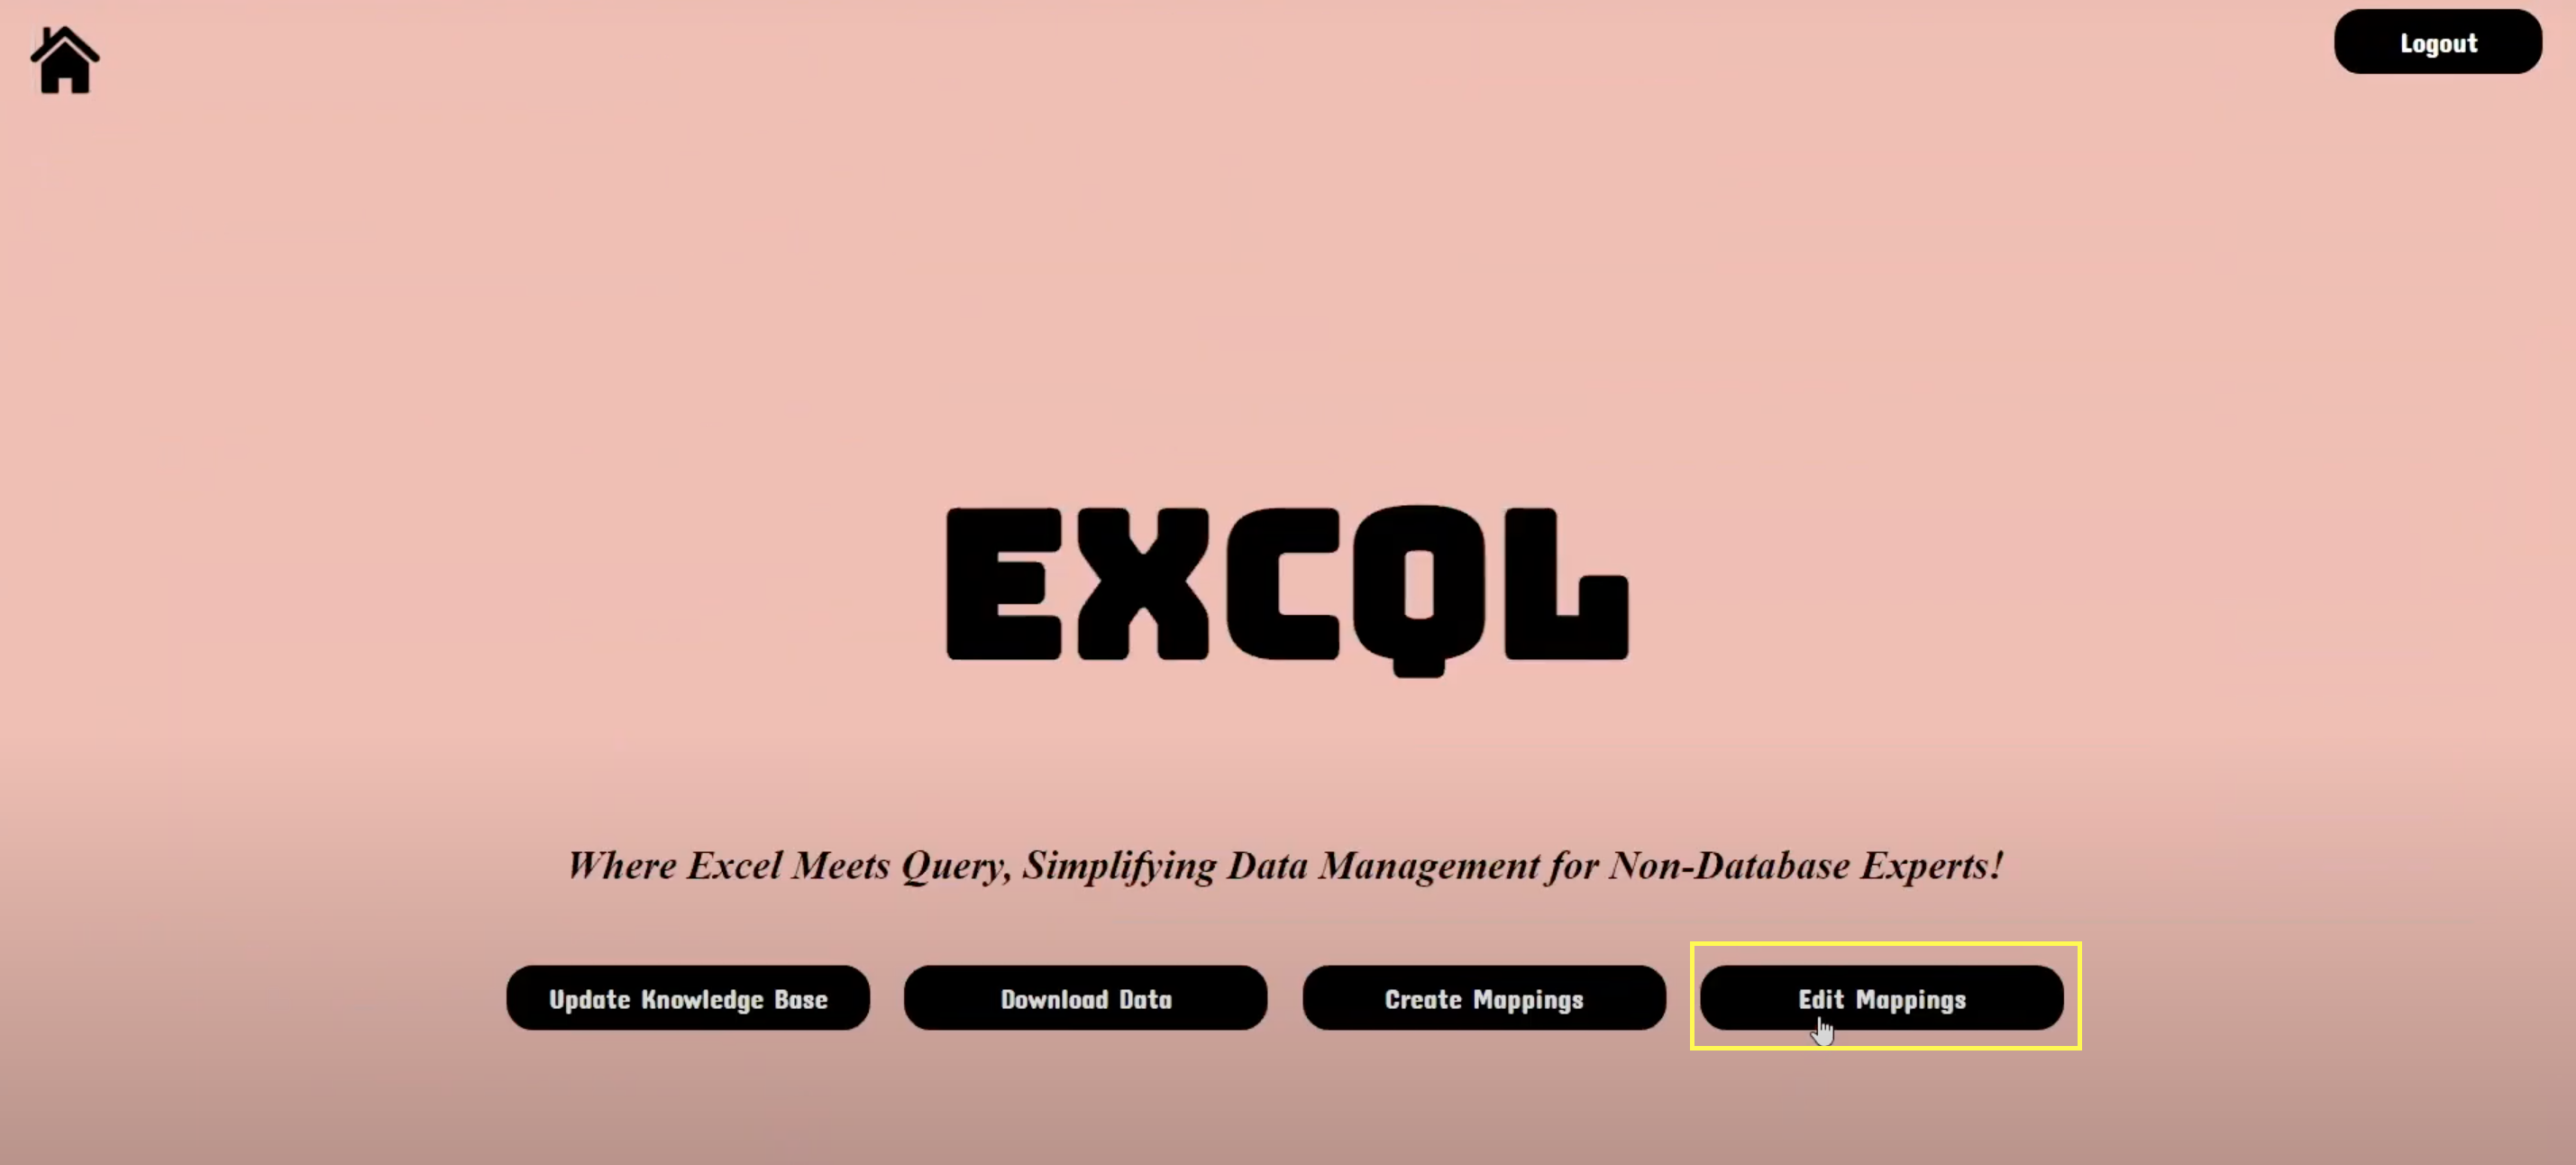 Logout
EXCQL
Where Excel Meets Query, Simplifying Data Management for Non-Database Experts!
Update Knowledge Base
Download Data
Create Mappings
Edit Mappings